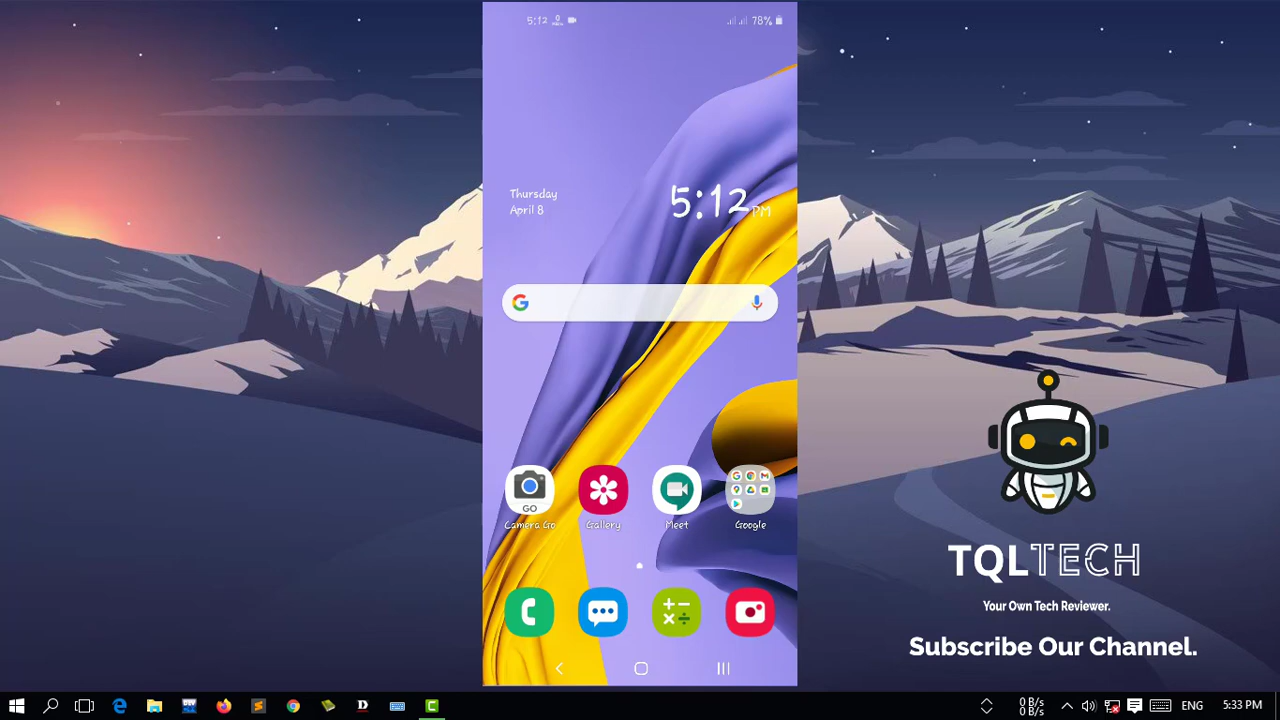 5:12 0
78%
Thursday
April 8
5:12 PM
GO
Camera Go
Gallery
Meet
Google
TQLTECH
Your Own Tech Reviewer.
Subscribe Our Channel.
0 B/s
0 B/s
ENG
5:33 PM